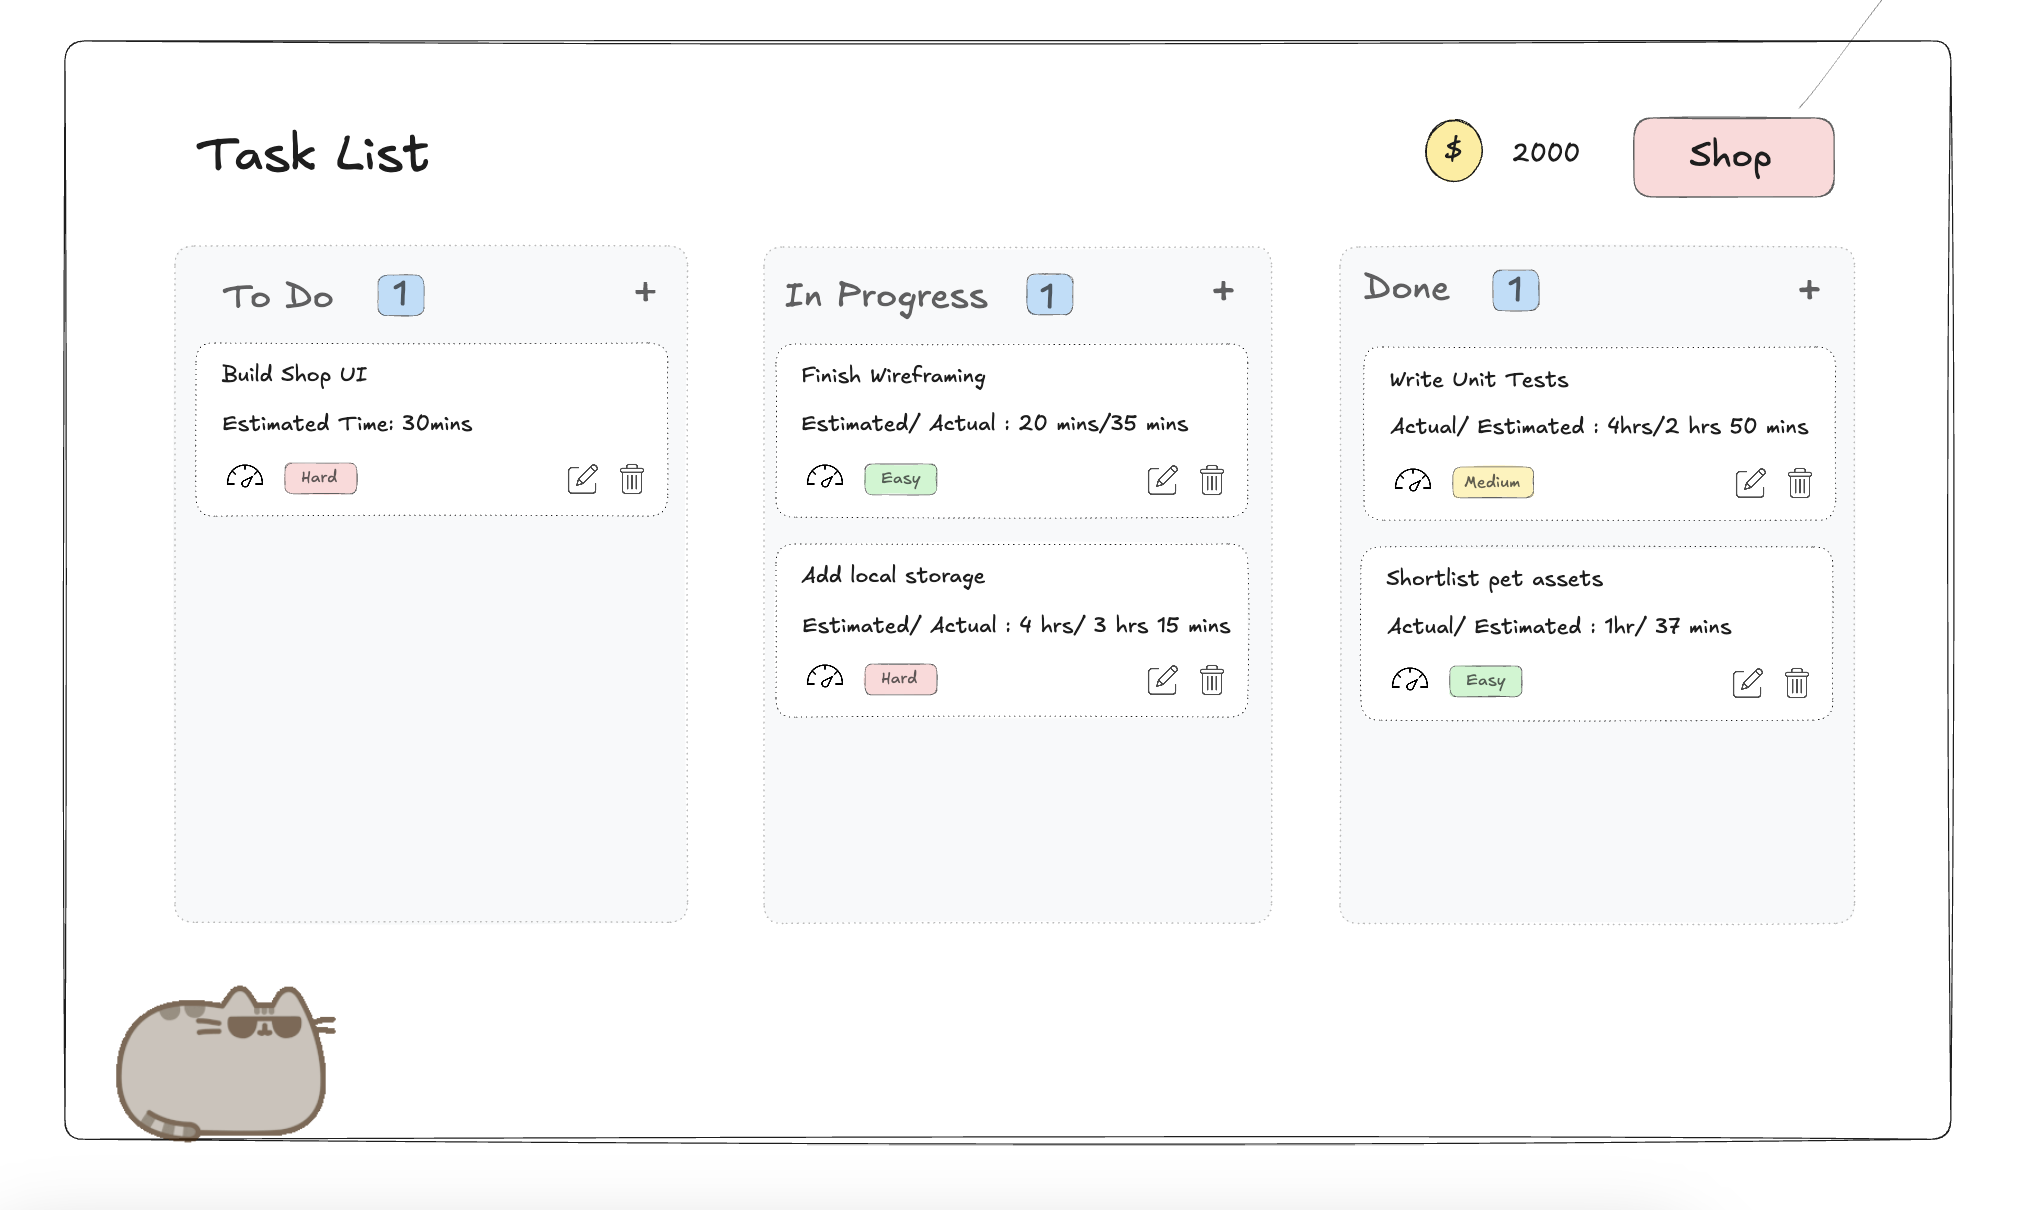 Task List
$ 2000 Shop
To Do 1 +
Build Shop UI
Estimated Time: 30mins
Hard
In Progress 1 +
Finish Wireframing
Estimated/ Actual : 20 mins/35 mins
Easy
Add local storage
Estimated/ Actual : 4 hrs/ 3 hrs 15 mins
Hard
Done 1 +
Write Unit Tests
Actual/ Estimated : 4hrs/2 hrs 50 mins
Medium
Shortlist pet assets
Actual/ Estimated : 1hr/ 37 mins
Easy